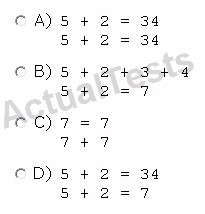 A) 5 + 2 = 34
5 + 2 = 34
B) 5 + 2 + 3 + 4
5 + 2 = 7
C) 7 = 7
7 + 7
D) 5 + 2 = 34
5 + 2 = 7
ActualTests